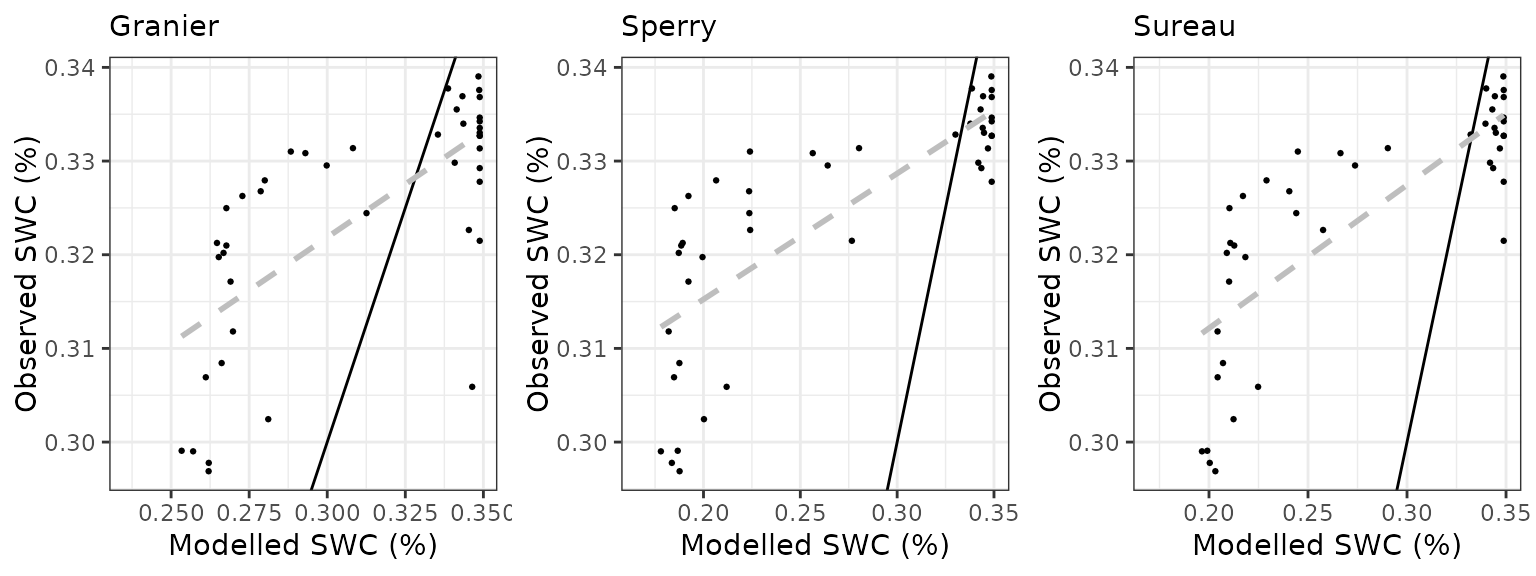 Granier
Observed SWC (%)
0.34
0.33
0.32
0.31
0.30
0.250 0.275 0.300 0.325 0.350
Modelled SWC (%)
Sperry
Observed SWC (%)
0.34
0.33
0.32
0.31
0.30
0.20 0.25 0.30 0.35
Modelled SWC (%)
Sureau
Observed SWC (%)
0.34
0.33
0.32
0.31
0.30
0.20 0.25 0.30 0.35
Modelled SWC (%)